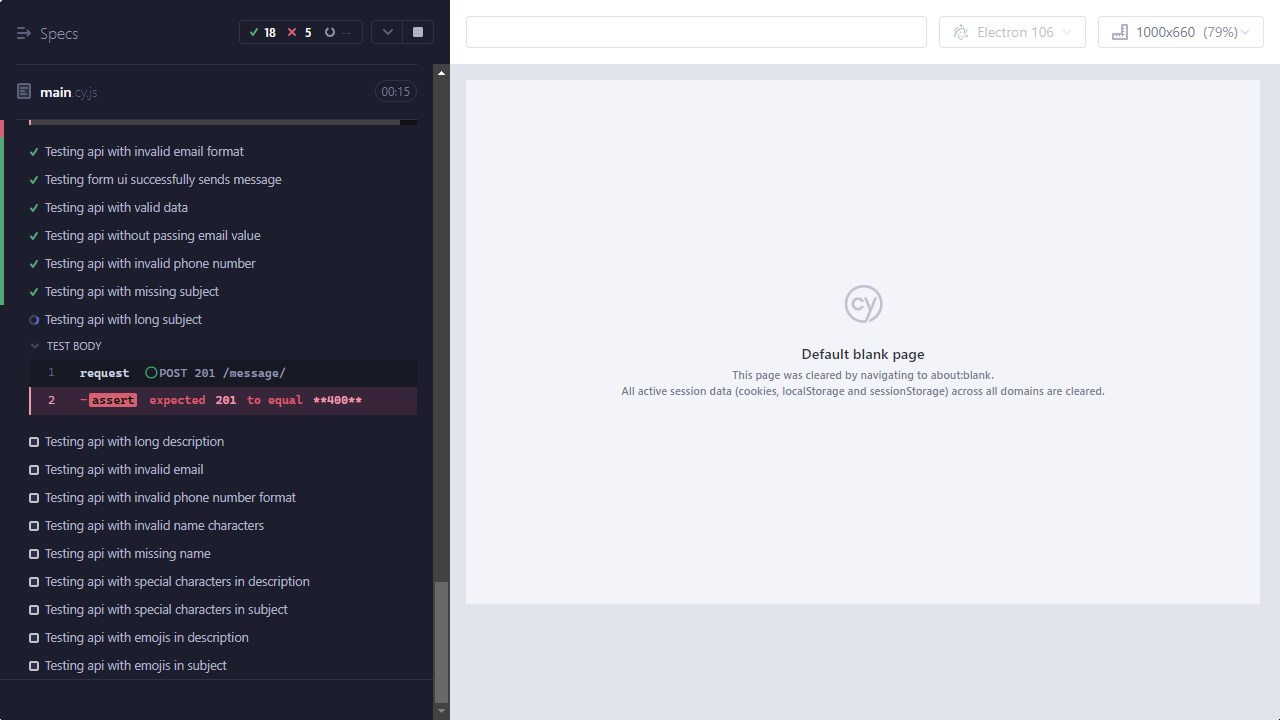 Specs
18 5 --
main.cy.js
00:15
Testing api with invalid email format
Testing form ui successfully sends message
Testing api with valid data
Testing api without passing email value
Testing api with invalid phone number
Testing api with missing subject
Testing api with long subject
TEST BODY
1 request POST 201 /message/
2 -assert expected 201 to equal **400**
Testing api with long description
Testing api with invalid email
Testing api with invalid phone number format
Testing api with invalid name characters
Testing api with missing name
Testing api with special characters in description
Testing api with special characters in subject
Testing api with emojis in description
Testing api with emojis in subject
Electron 106
1000x660 (79%)
cy
Default blank page
This page was cleared by navigating to about:blank.
All active session data (cookies, localStorage and sessionStorage) across all domains are cleared.